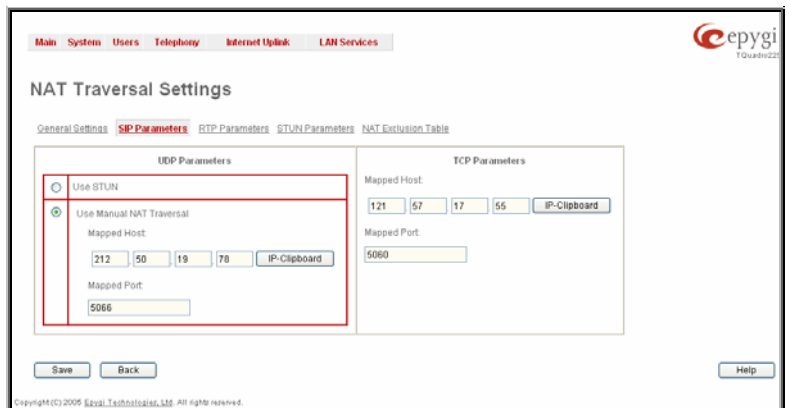 epygi
TQuadro225
Main System Users Telephony Internet Uplink LAN Services
NAT Traversal Settings
General Settings SIP Parameters RTP Parameters STUN Parameters NAT Exclusion Table
UDP Parameters
Use STUN
Use Manual NAT Traversal
Mapped Host:
212 . 50 . 19 . 78 IP-Clipboard
Mapped Port:
5066
TCP Parameters
Mapped Host:
121 57 17 55 IP-Clipboard
Mapped Port:
5060
Save Back Help
Copyright (C) 2005 Epygi Technologies, Ltd. All rights reserved.